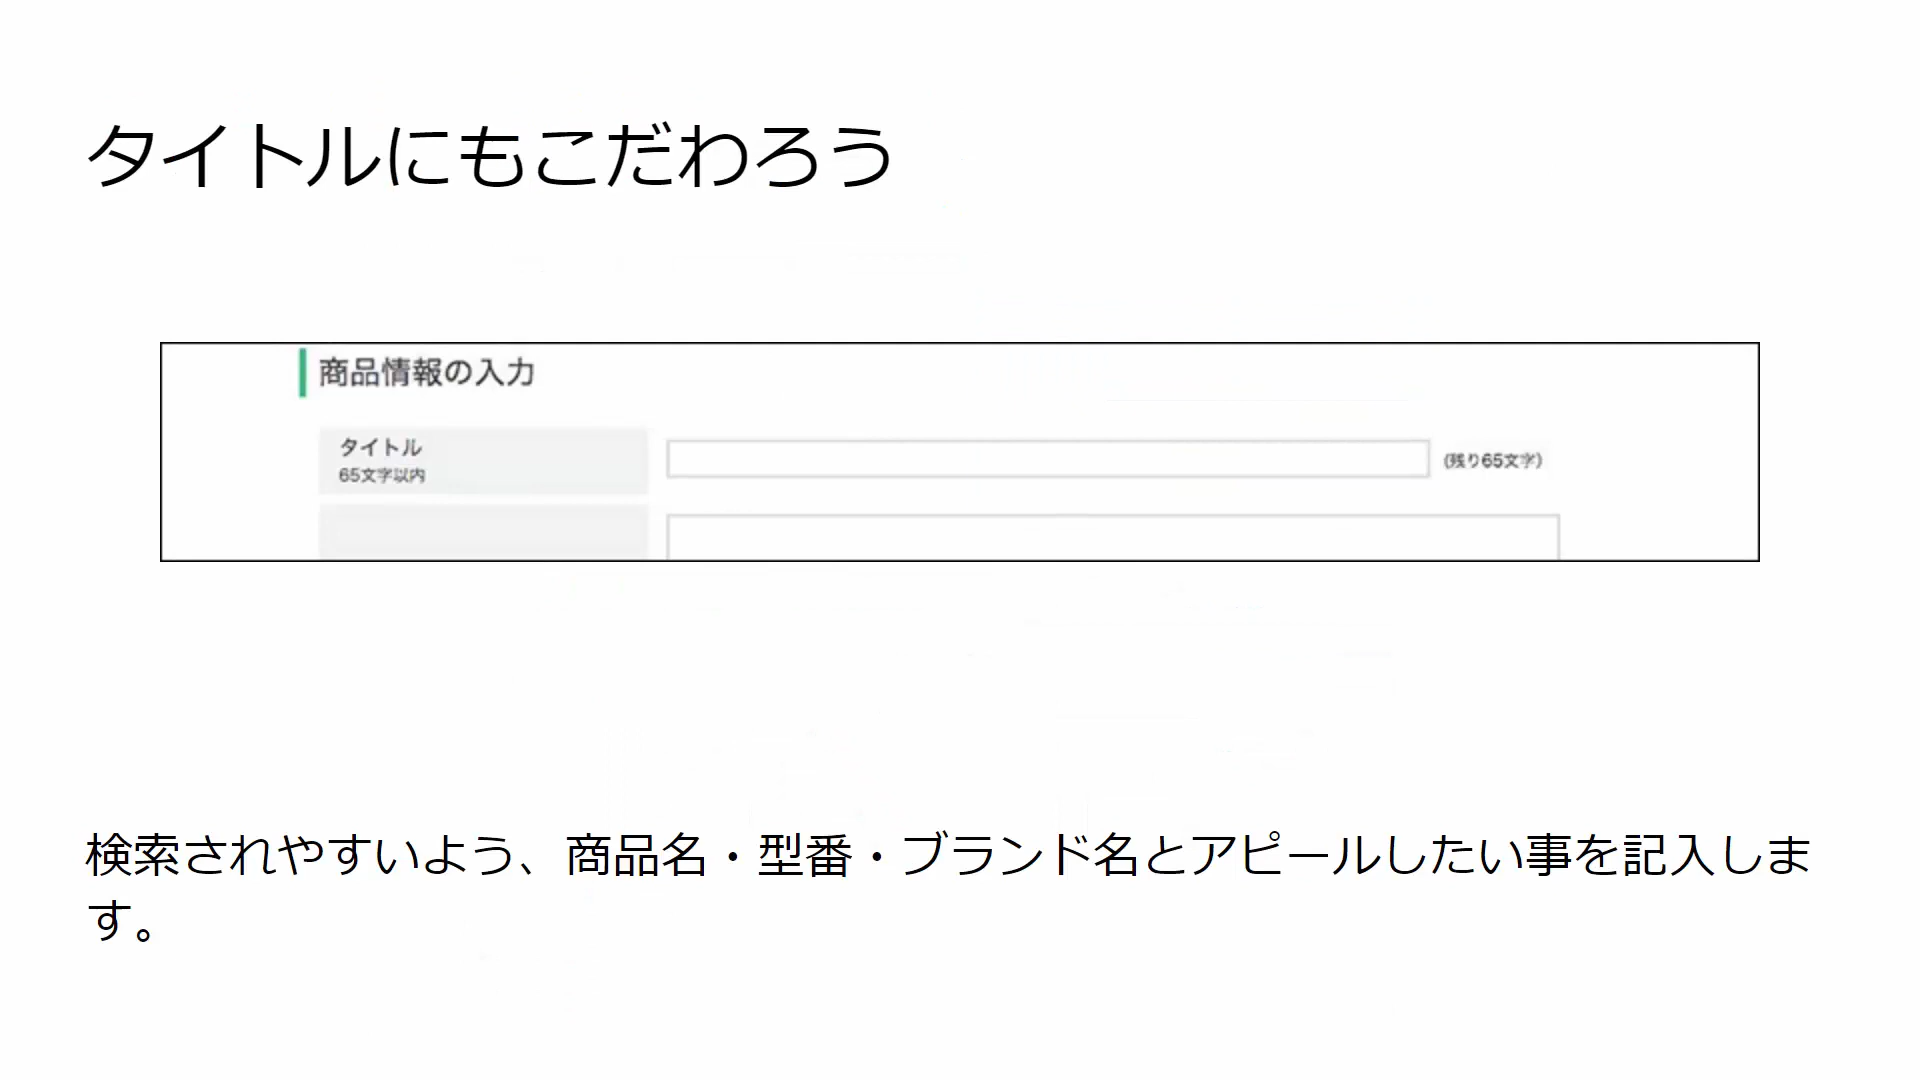 タイトルにもこだわろう
商品情報の入力
タイトル
65文字以内
(残り65文字)
検索されやすいよう、商品名・型番・ブランド名とアピールしたい事を記入しま
す。